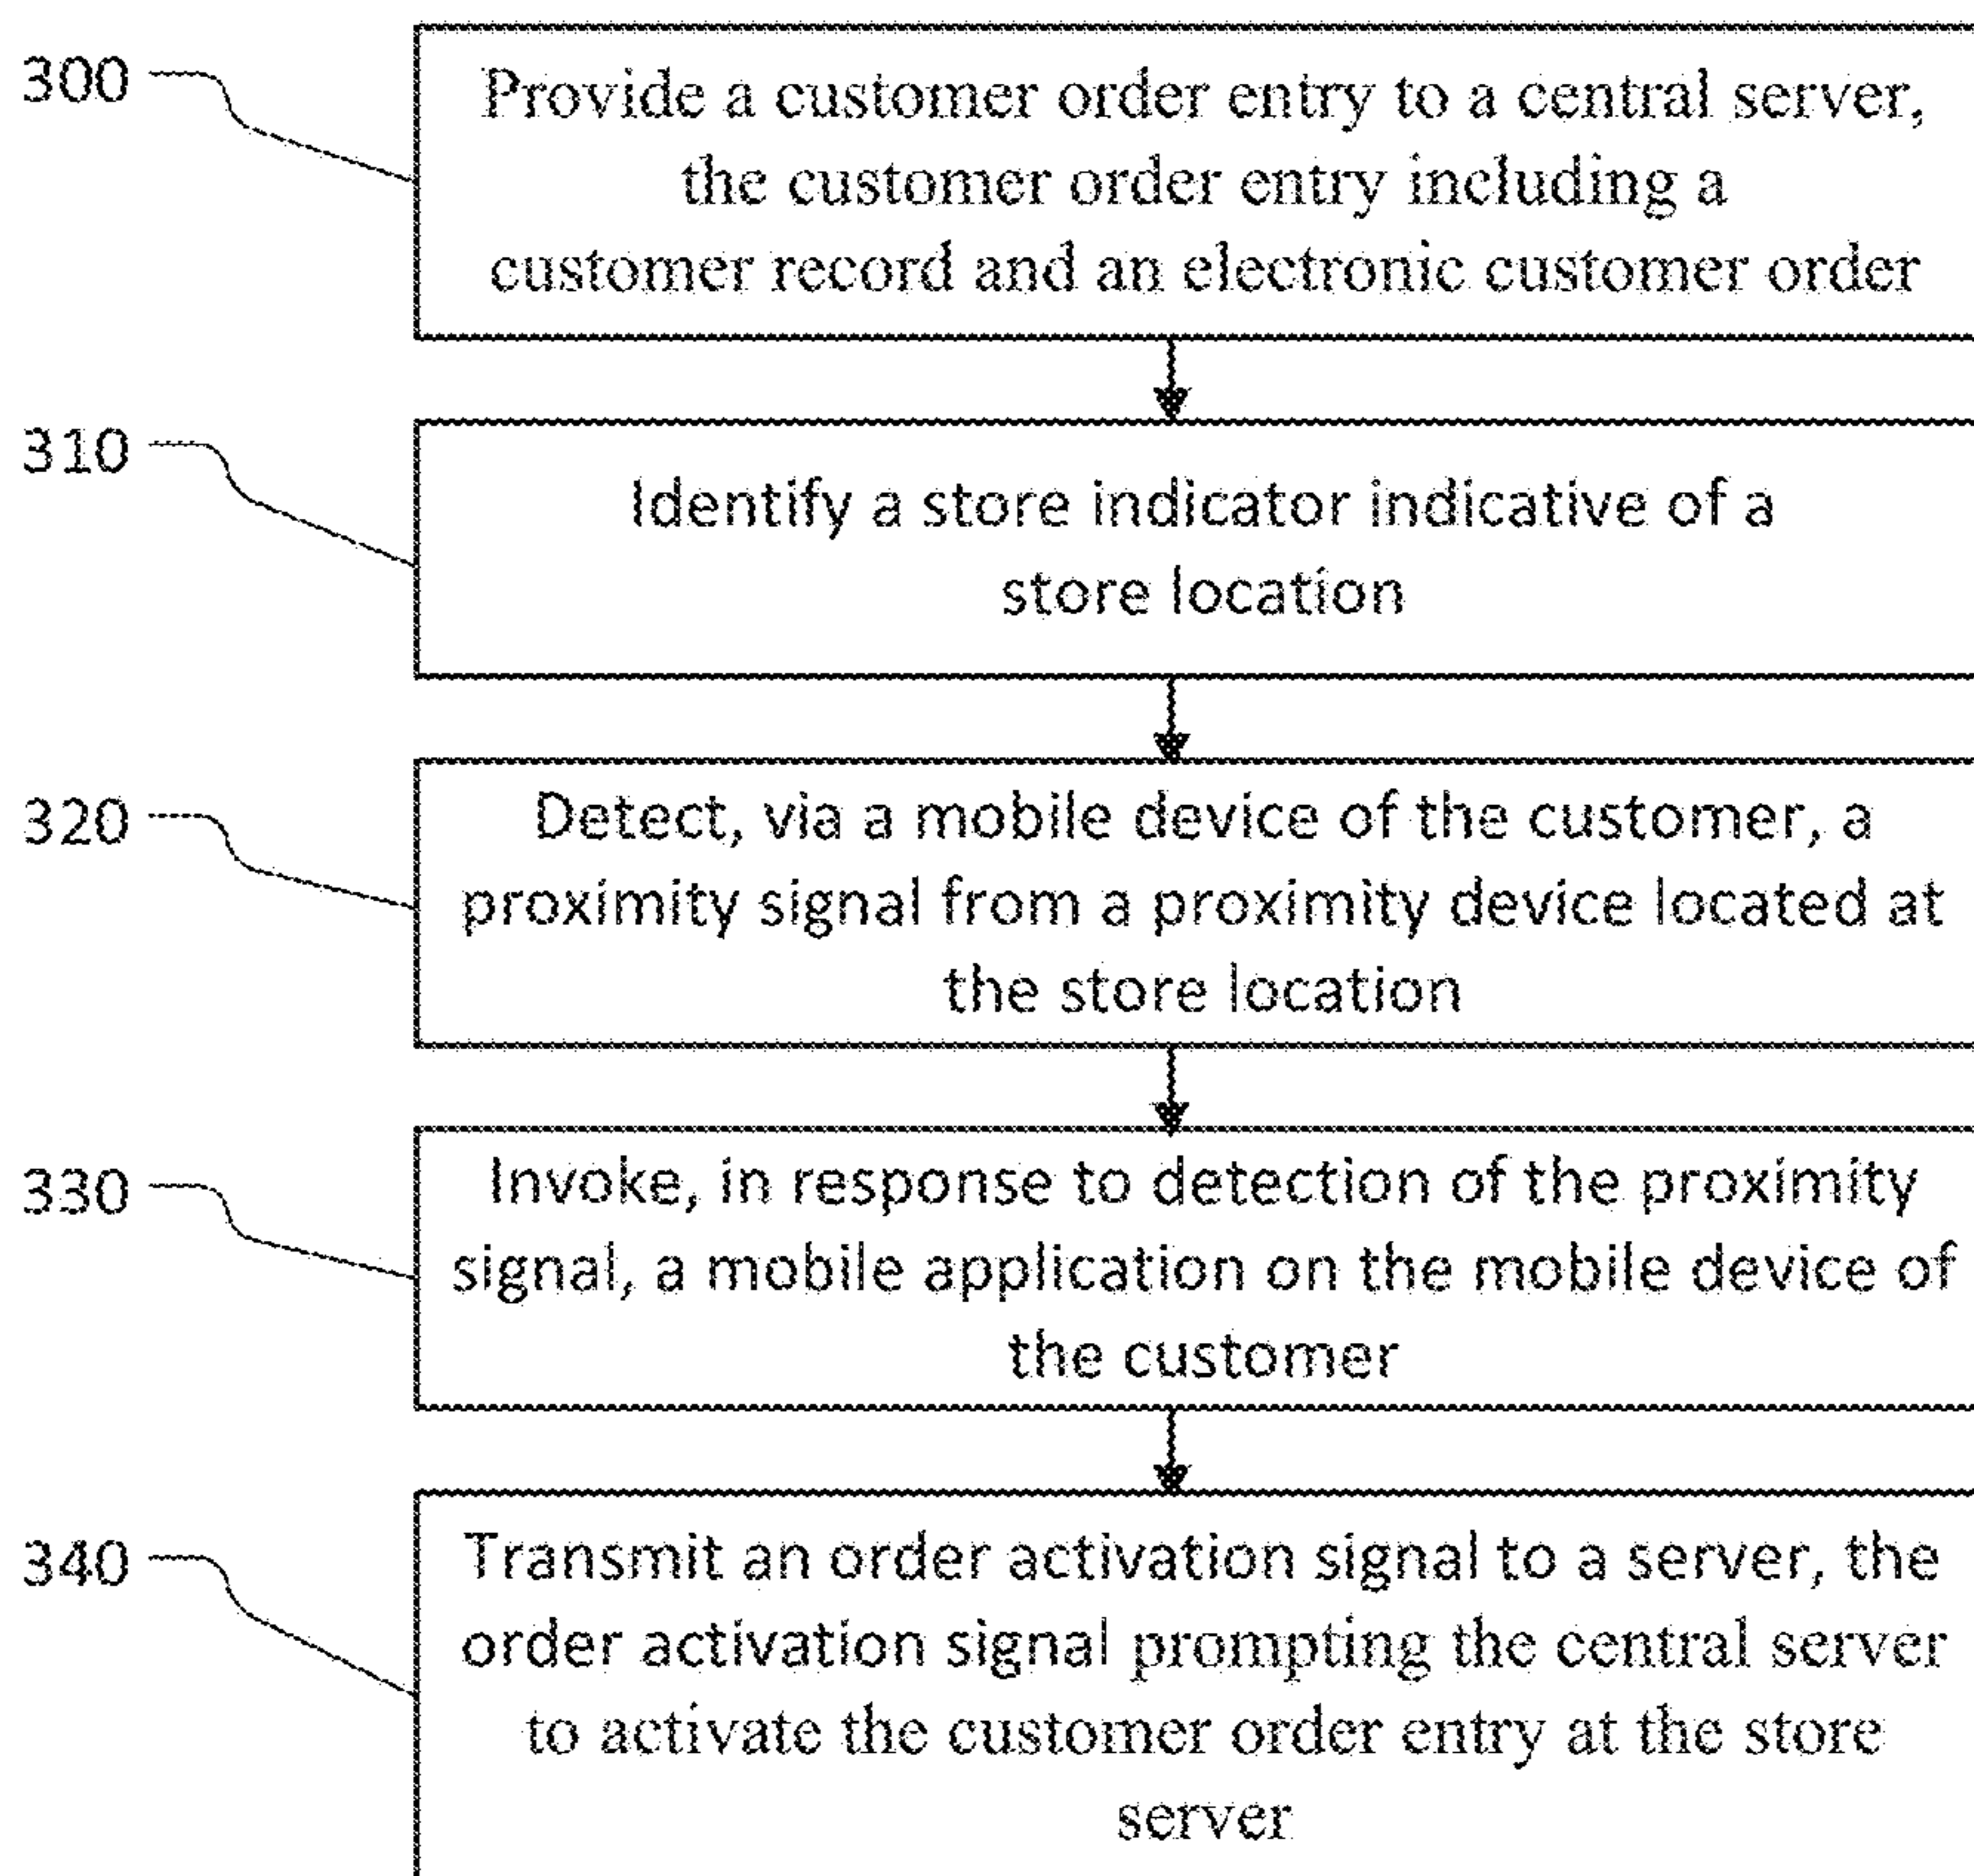 300
Provide a customer order entry to a central server,
the customer order entry including a
customer record and an electronic customer order
310
Identify a store indicator indicative of a
store location
320
Detect, via a mobile device of the customer, a
proximity signal from a proximity device located at
the store location
330
Invoke, in response to detection of the proximity
signal, a mobile application on the mobile device of
the customer
340
Transmit an order activation signal to a server, the
order activation signal prompting the central server
to activate the customer order entry at the store
server